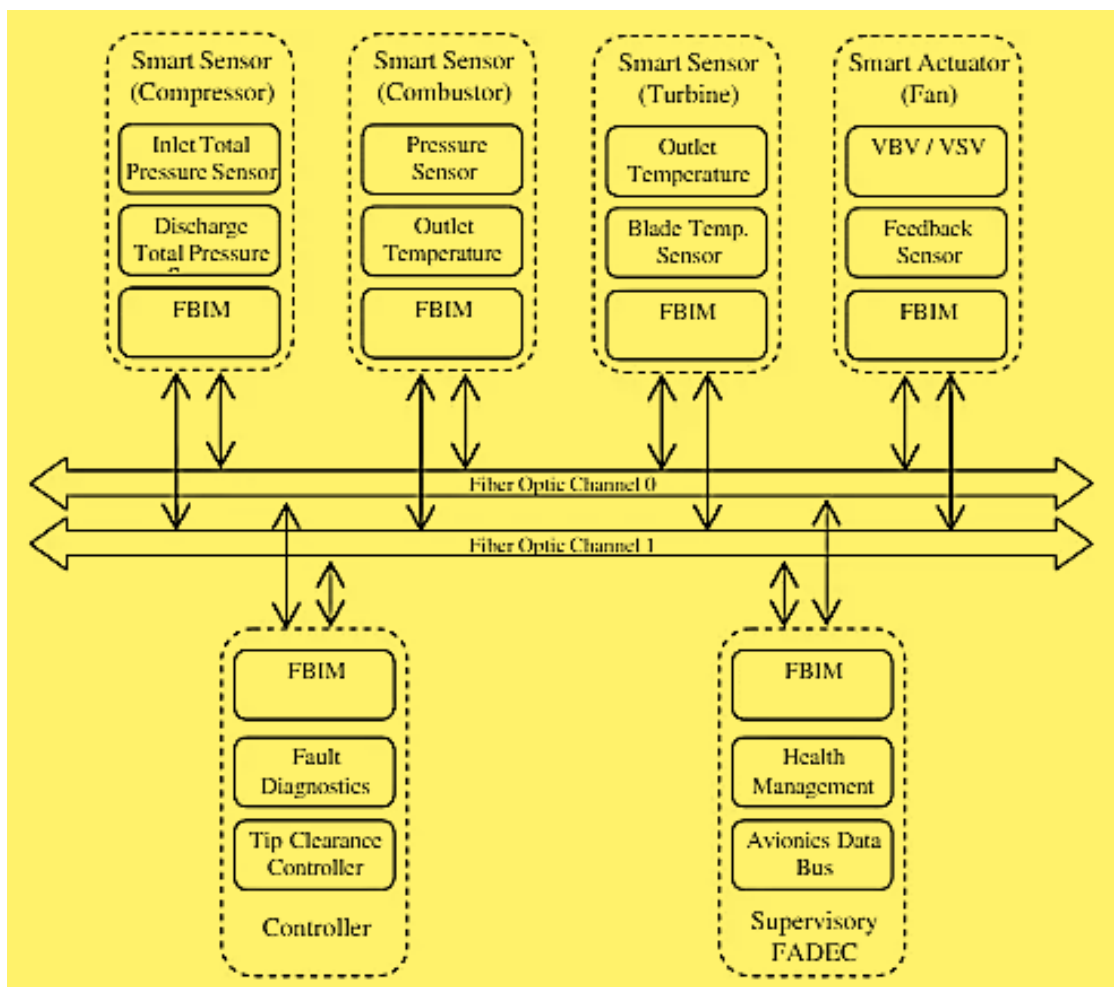 Smart Sensor
(Compressor)
Inlet Total
Pressure Sensor
Discharge
Total Pressure
FBIM
Smart Sensor
(Combustor)
Pressure
Sensor
Outlet
Temperature
FBIM
Smart Sensor
(Turbine)
Outlet
Temperature
Blade Temp.
Sensor
FBIM
Smart Actuator
(Fan)
VBV / VSV
Feedback
Sensor
FBIM
Fiber Optic Channel 0
Fiber Optic Channel 1
FBIM
Fault
Diagnostics
Tip Clearance
Controller
Controller
FBIM
Health
Management
Avionics Data
Bus
Supervisory
FADEC